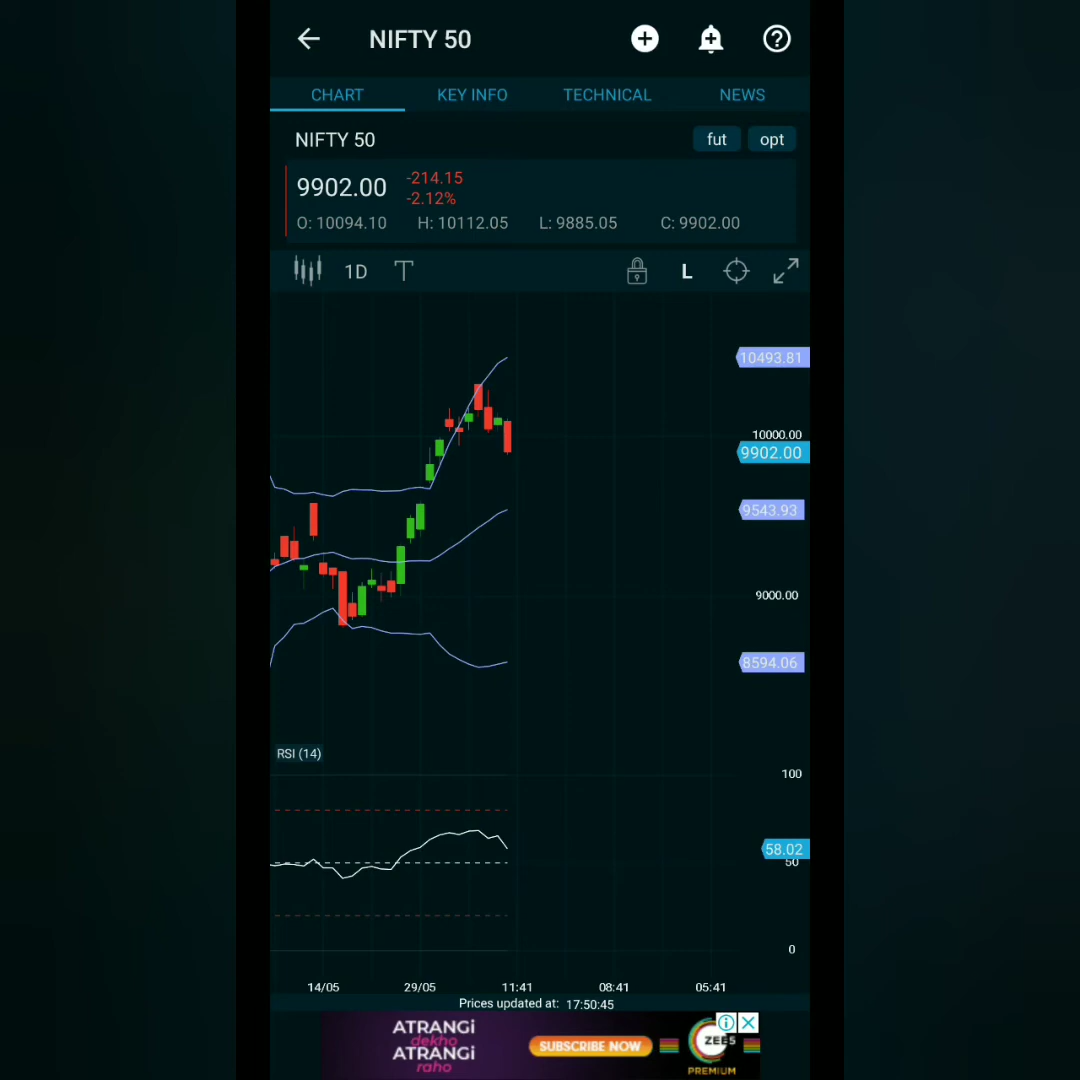 NIFTY 50
CHART KEY INFO TECHNICAL NEWS
NIFTY 50 fut opt
9902.00 -214.15
-2.12%
O: 10094.10 H: 10112.05 L: 9885.05 C: 9902.00
1D T L
10493.81
10000.00
9902.00
9543.93
9000.00
8594.06
RSI (14)
100
58.02
50
0
14/05 29/05 11:41 08:41 05:41
Prices updated at: 17:50:45
ATRANGi
dekho
ATRANGi
raho
SUBSCRIBE NOW
ZEE5
PREMIUM